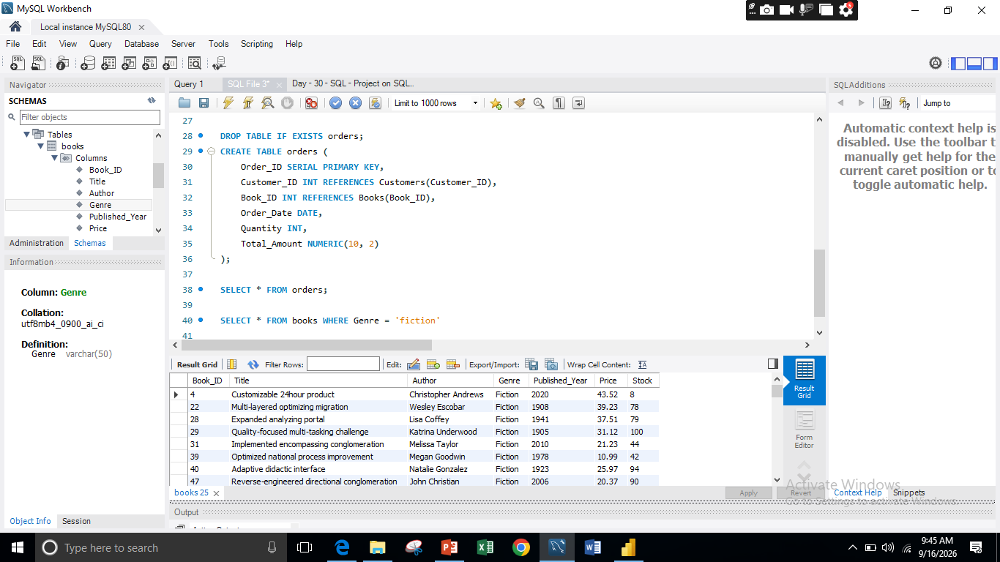 MySQL Workbench
5
Local instance MySQL80
File Edit View Query Database Server Tools Scripting Help
Navigator
SCHEMAS
Filter objects
Tables
books
Columns
Book_ID
Title
Author
Genre
Published_Year
Price
Administration Schemas
Information
Column: Genre
Collation:
utf8mb4_0900_ai_ci
Definition:
Genre varchar(50)
Object Info Session
Query 1 SQL File 3* Day - 30 - SQL - Project on SQL...
Limit to 1000 rows
27
28 DROP TABLE IF EXISTS orders;
29 CREATE TABLE orders (
30 Order_ID SERIAL PRIMARY KEY,
31 Customer_ID INT REFERENCES Customers(Customer_ID),
32 Book_ID INT REFERENCES Books(Book_ID),
33 Order_Date DATE,
34 Quantity INT,
35 Total_Amount NUMERIC(10, 2)
36 );
37
38 SELECT * FROM orders;
39
40 SELECT * FROM books WHERE Genre = 'fiction'
41
Result Grid Filter Rows: Edit: Export/Import: Wrap Cell Content:
Book_ID Title Author Genre Published_Year Price Stock
4 Customizable 24hour product Christopher Andrews Fiction 2020 43.52 8
22 Multi-layered optimizing migration Wesley Escobar Fiction 1908 39.23 78
28 Expanded analyzing portal Lisa Coffey Fiction 1941 37.51 79
29 Quality-focused multi-tasking challenge Katrina Underwood Fiction 1905 31.12 100
31 Implemented encompassing conglomeration Melissa Taylor Fiction 2010 21.23 44
39 Optimized national process improvement Megan Goodwin Fiction 1978 10.99 42
40 Adaptive didactic interface Natalie Gonzalez Fiction 1923 25.97 94
47 Reverse-engineered directional conglomeration John Christian Fiction 2006 20.37 90
Result
Grid
Form
Editor
books 25 Apply Revert
Output
SQLAdditions
Jump to
Automatic context help is
disabled. Use the toolbar t
manually get help for the
current caret position or to
toggle automatic help.
Activate Windows
Go to Settings to activate Windows.
Context Help Snippets
Type here to search
9:45 AM
9/16/2026